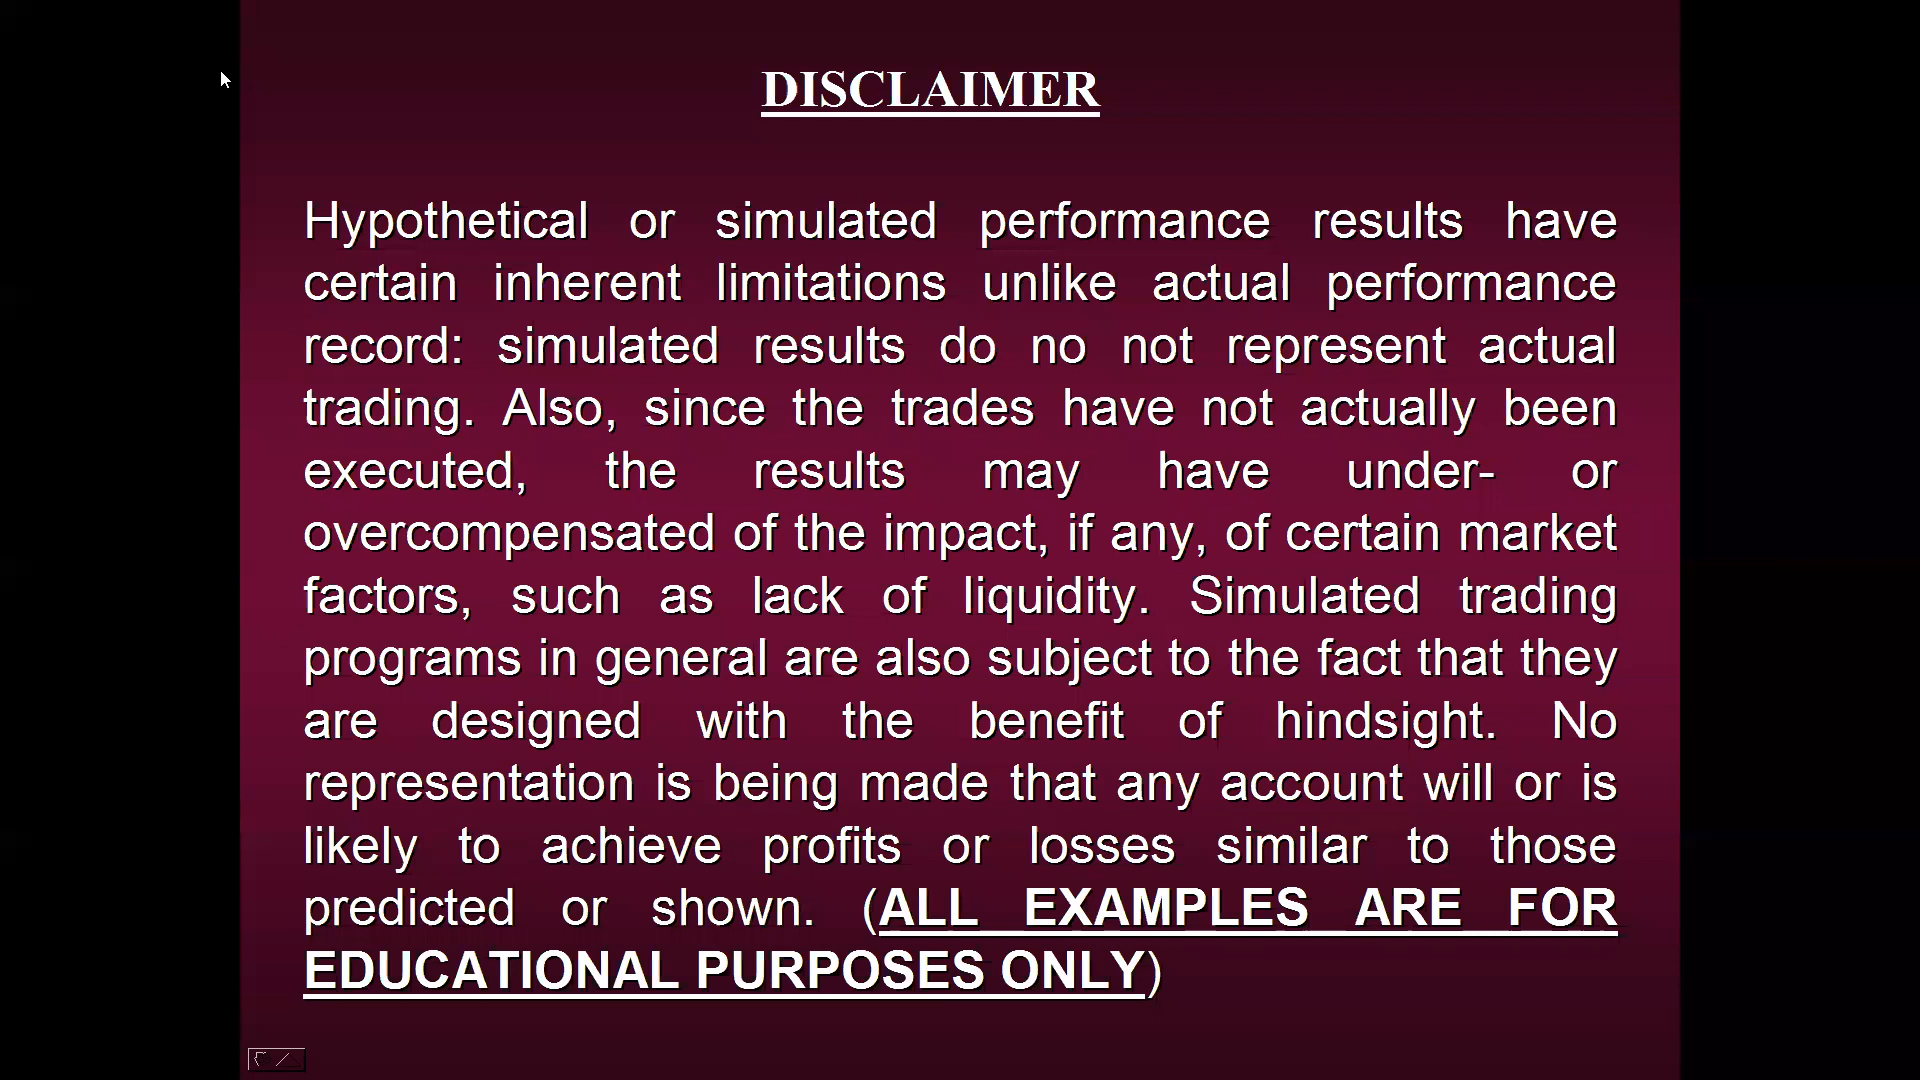 DISCLAIMER
Hypothetical or simulated performance results have
certain inherent limitations unlike actual performance
record: simulated results do no not represent actual
trading. Also, since the trades have not actually been
executed, the results may have under- or
overcompensated of the impact, if any, of certain market
factors, such as lack of liquidity. Simulated trading
programs in general are also subject to the fact that they
are designed with the benefit of hindsight. No
representation is being made that any account will or is
likely to achieve profits or losses similar to those
predicted or shown. (ALL EXAMPLES ARE FOR
EDUCATIONAL PURPOSES ONLY)